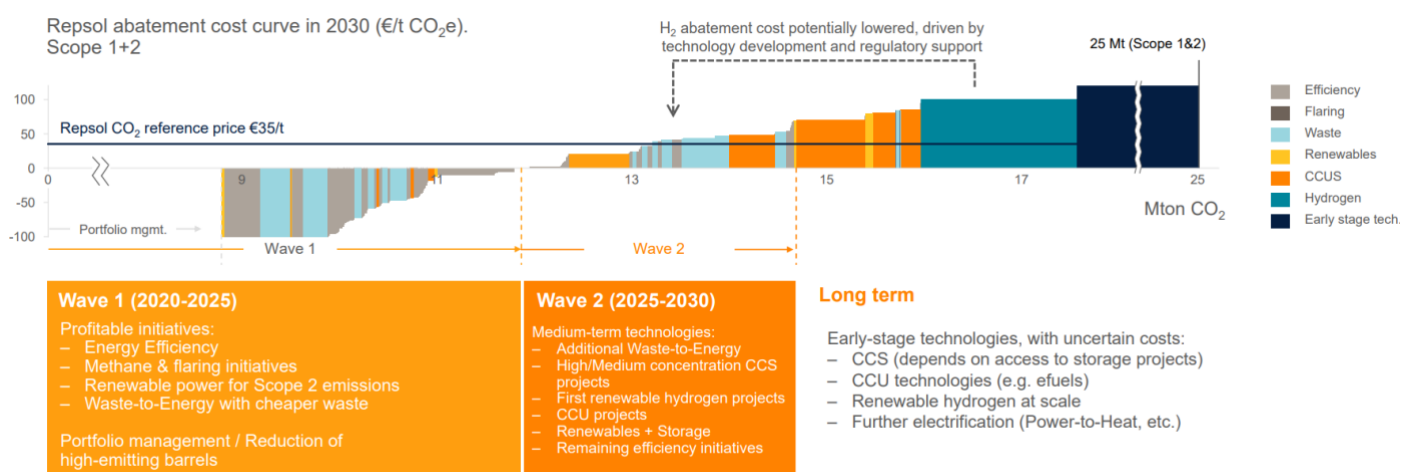 Repsol abatement cost curve in 2030 (€/t CO₂e).
Scope 1+2
H₂ abatement cost potentially lowered, driven by
technology development and regulatory support
25 Mt (Scope 1&2)
100
50
0
-50
-100
Repsol CO₂ reference price €35/t
0
9
11
13
15
17
25
Mton CO₂
Portfolio mgmt.
Wave 1
Wave 2
Efficiency
Flaring
Waste
Renewables
CCUS
Hydrogen
Early stage tech.
Wave 1 (2020-2025)
Profitable initiatives:
– Energy Efficiency
– Methane & flaring initiatives
– Renewable power for Scope 2 emissions
– Waste-to-Energy with cheaper waste
Portfolio management / Reduction of
high-emitting barrels
Wave 2 (2025-2030)
Medium-term technologies:
– Additional Waste-to-Energy
– High/Medium concentration CCS
projects
– First renewable hydrogen projects
– CCU projects
– Renewables + Storage
– Remaining efficiency initiatives
Long term
Early-stage technologies, with uncertain costs:
– CCS (depends on access to storage projects)
– CCU technologies (e.g. efuels)
– Renewable hydrogen at scale
– Further electrification (Power-to-Heat, etc.)